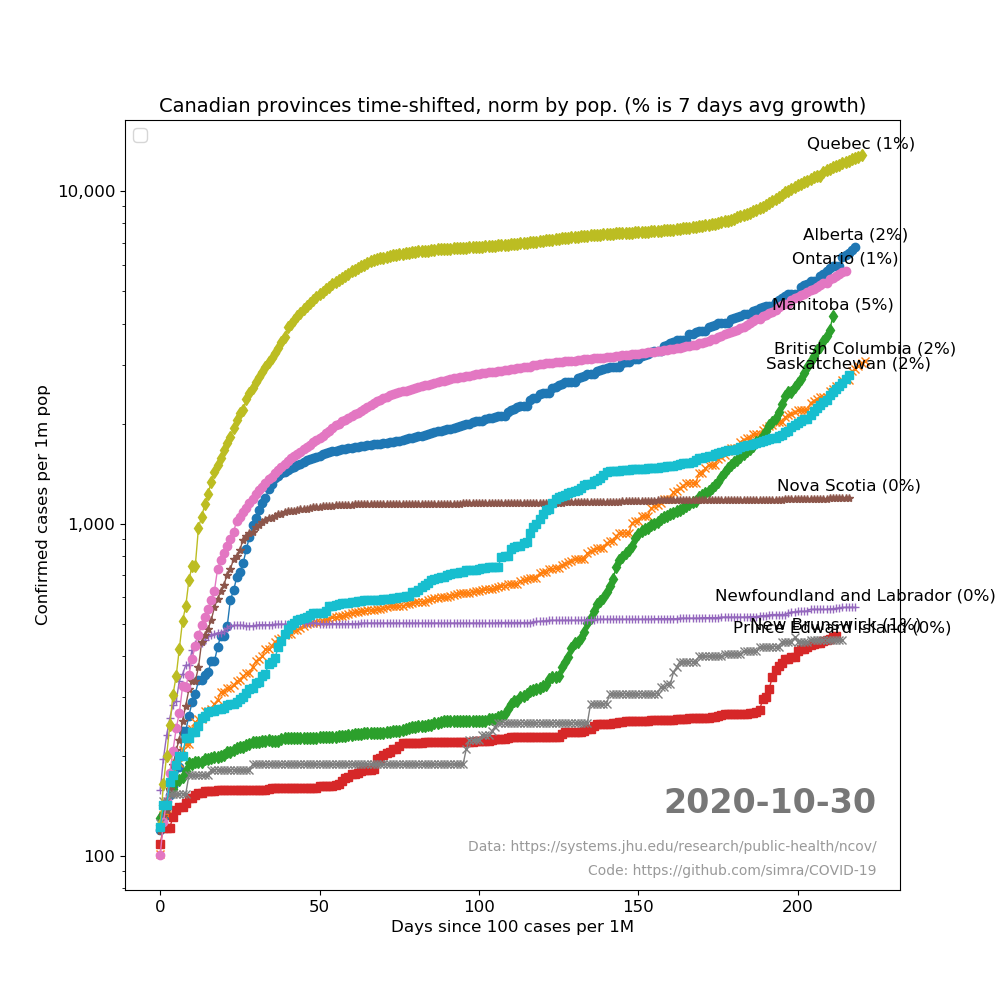 Canadian provinces time-shifted, norm by pop. (% is 7 days avg growth)
Quebec (1%)
10,000
Alberta (2%)
Ontario (1%)
Manitoba (5%)
British Columbia (2%)
Saskatchewan (2%)
Nova Scotia (0%)
1,000
Newfoundland and Labrador (0%)
New Brunswick (1%)
Prince Edward Island (0%)
Confirmed cases per 1m pop
2020-10-30
Data: https://systems.jhu.edu/research/public-health/ncov/
100
Code: https://github.com/simra/COVID-19
0 50 100 150 200
Days since 100 cases per 1M